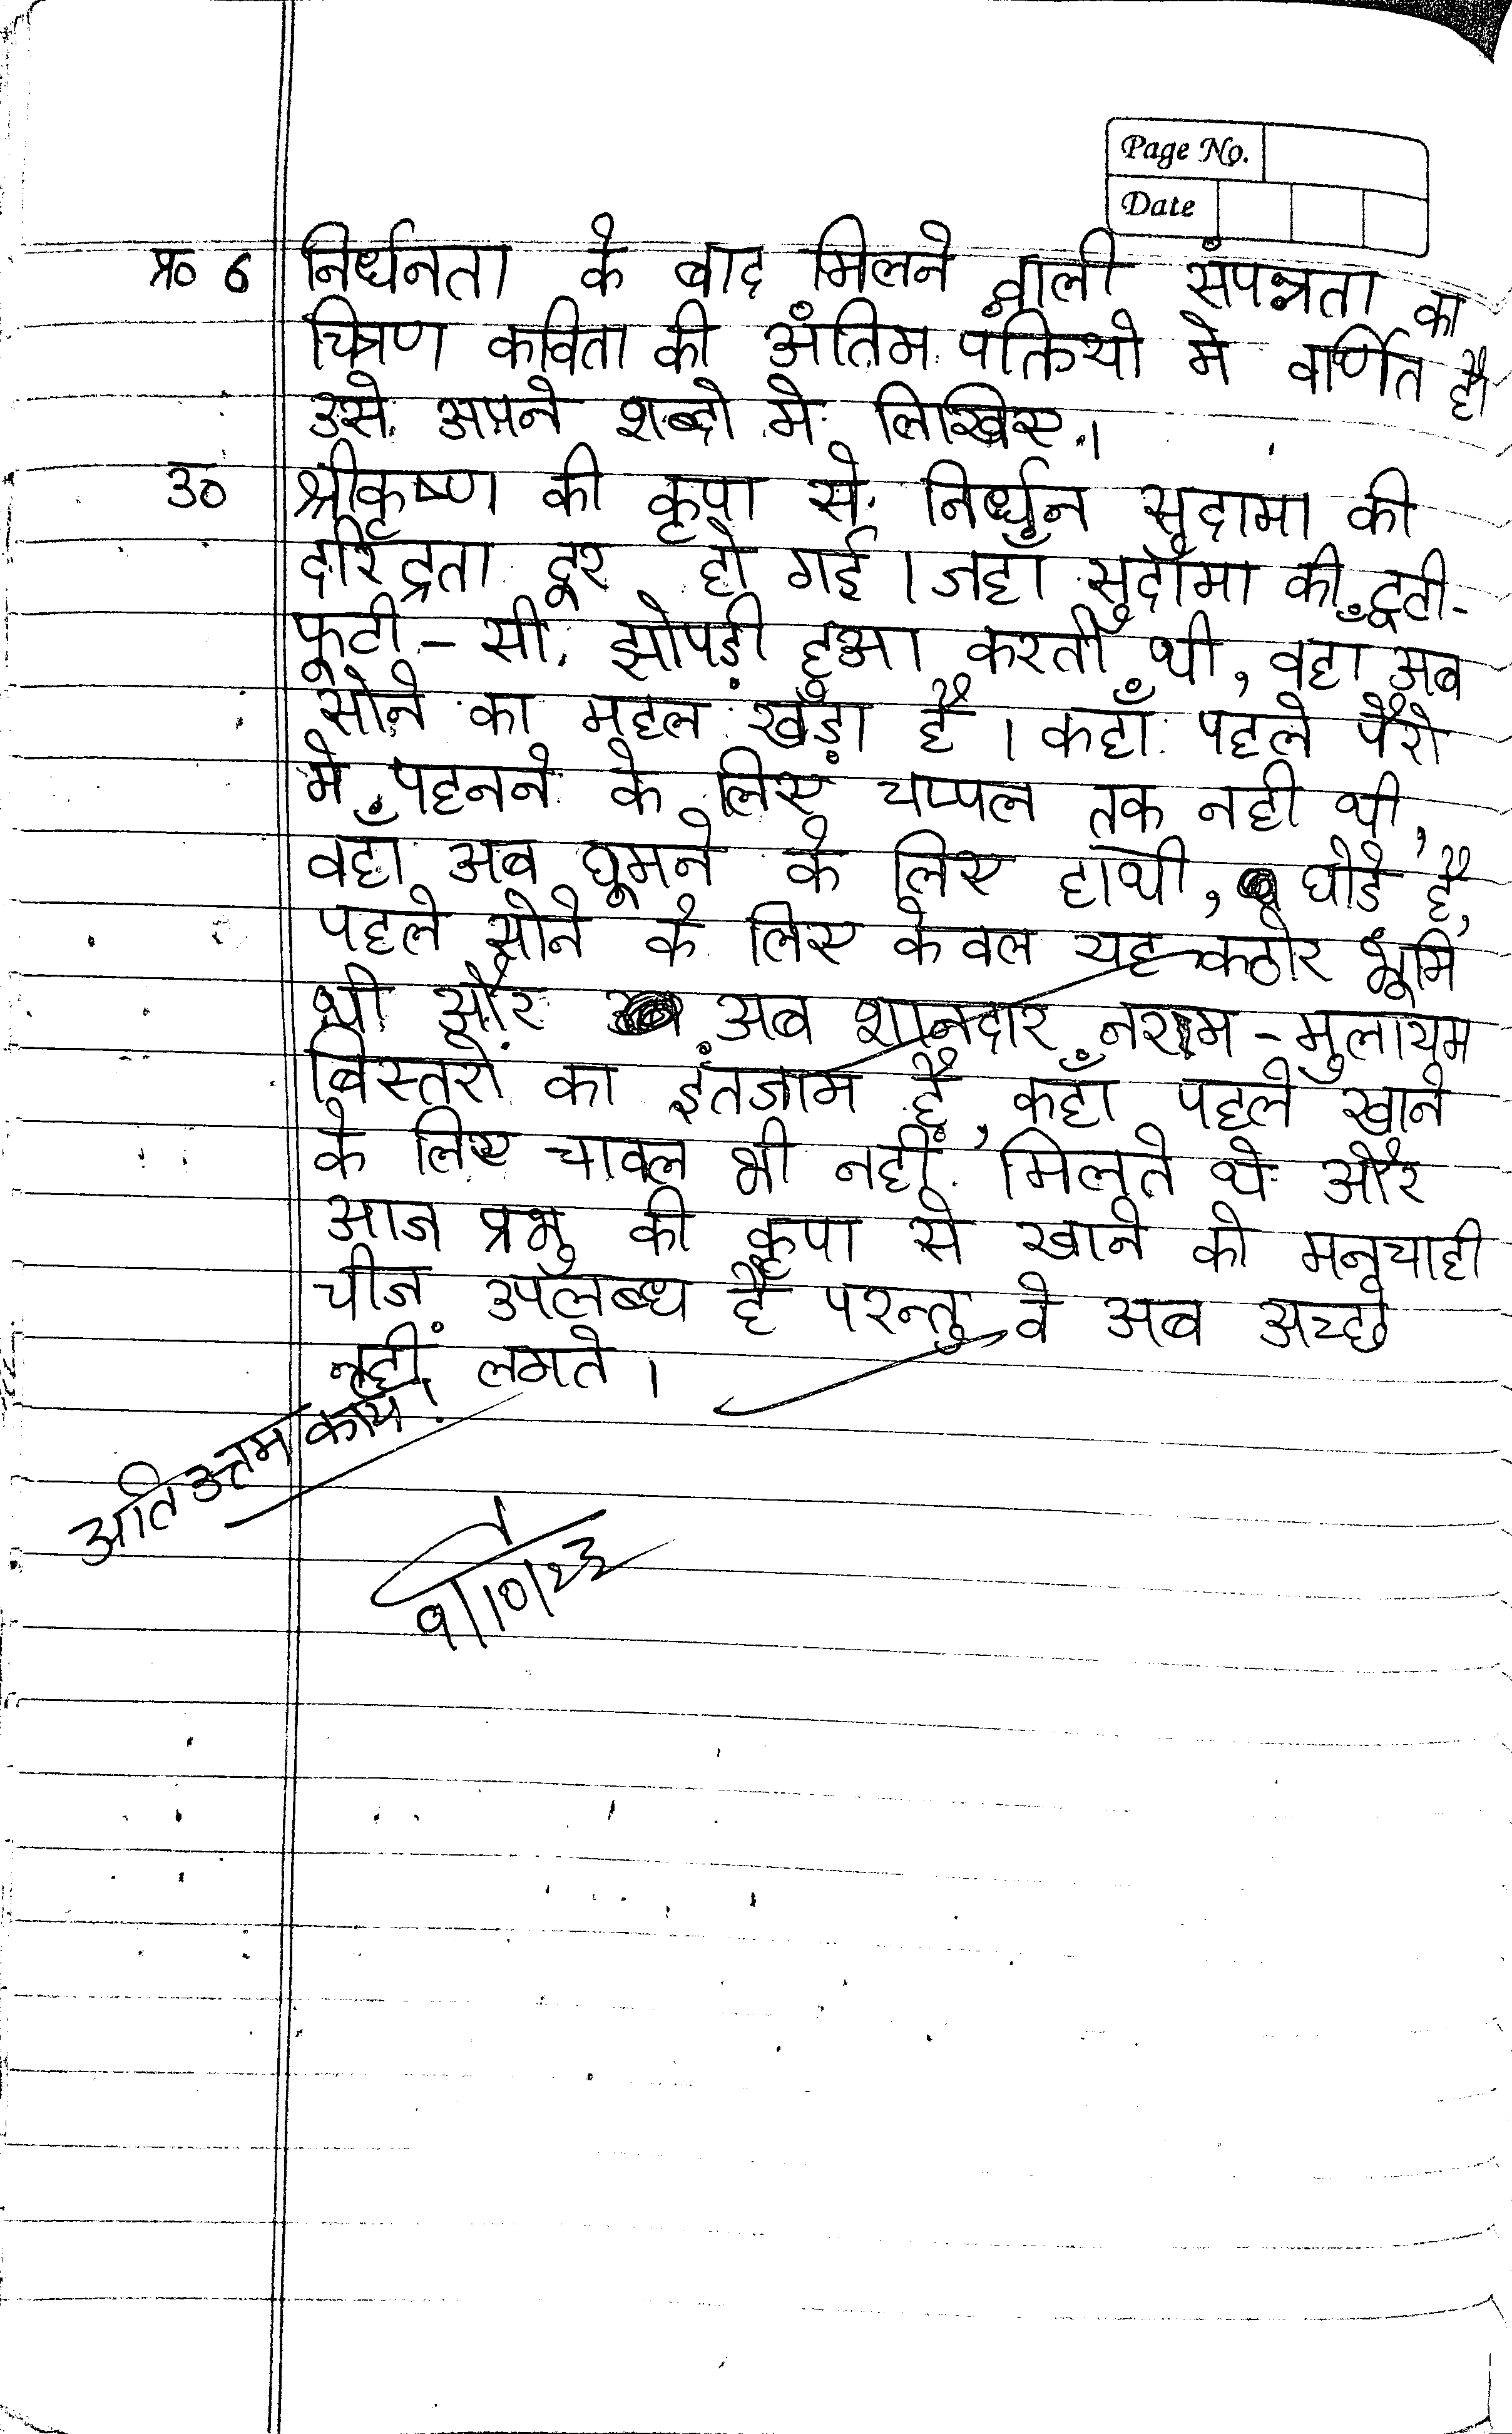 Page No.
Date
प्र० 6 निर्धनता के बाद मिलने वाली संपन्नता का
चित्रण कविता की अंतिम पंक्तियो मे वर्णित है।
उसे अपने शब्दो मे लिखिए।
उ० श्रीकृष्ण की कृपा से निर्धन सुदामा की
दरिद्रता दूर हो गई। जहाँ सुदामा की टूटी-
फूटी-सी झोपड़ी हुआ करती थी, वहा अब
सोने का महल खड़ा है। कहाँ पहले पैरो
मे पहनने के लिए चप्पल तक नही थी,
वहाँ अब घूमने के लिए हाथी, घोडे है,
पहले सोने के लिए केवल यह कठोर भूमि
थी और अब शानदार नरम-मुलायम
बिस्तरो का इंतजाम है, कहाँ पहले खाने
के लिए चावल भी नही मिलते थे और
आज प्रभु की कृपा से खाने को मनचाही
चीज उपलब्ध है परन्तु वे अब अच्छे
नहीं लगते।
अति उत्तम कार्य!
9/10/23